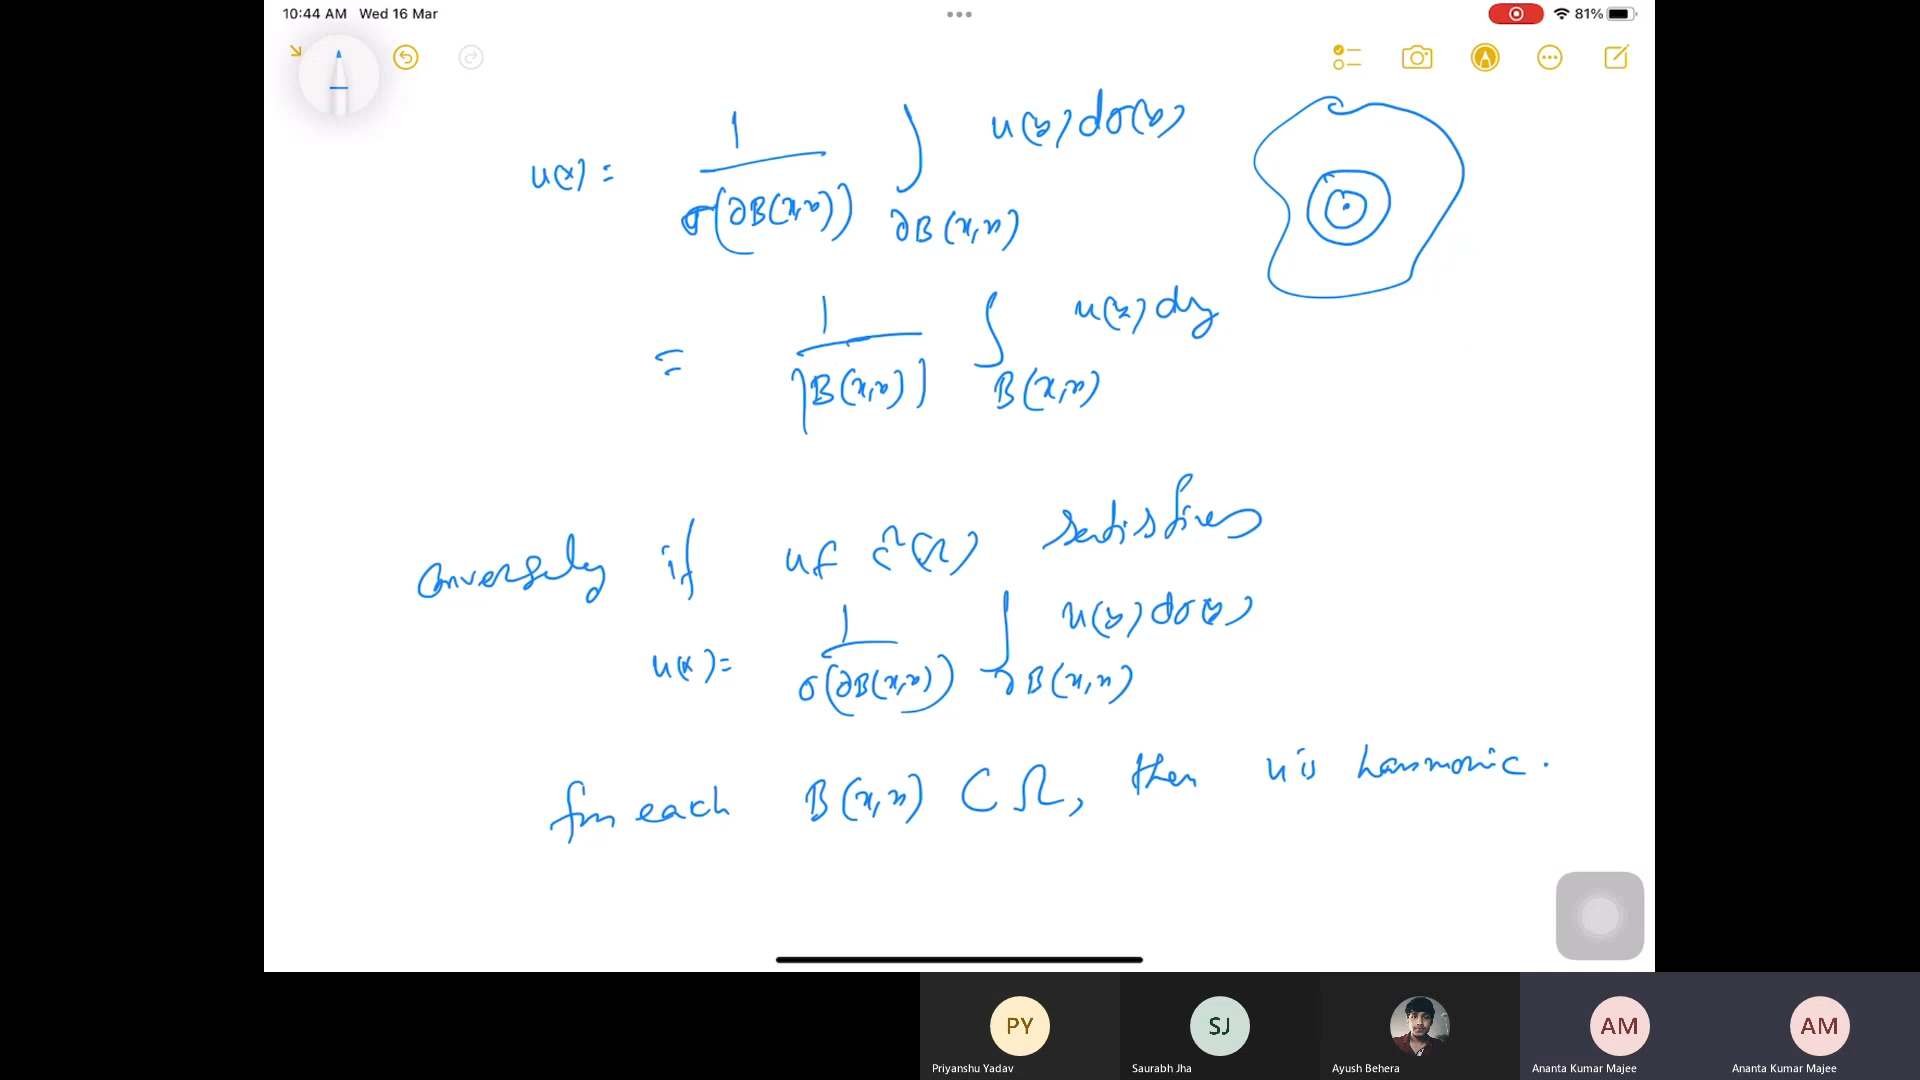 10:44 AM Wed 16 Mar
81%
u(x) = 1/σ(∂B(x,r)) ∫_{∂B(x,r)} u(y) dσ(y)
= 1/|B(x,r)| ∫_{B(x,r)} u(y) dy
Conversely if u ∈ C²(Ω) satisfies
u(x) = 1/σ(∂B(x,r)) ∫_{∂B(x,r)} u(y) dσ(y)
for each B(x,r) ⊂ Ω, then u is harmonic.
PY SJ AM AM
Priyanshu Yadav Saurabh Jha Ayush Behera Ananta Kumar Majee Ananta Kumar Majee